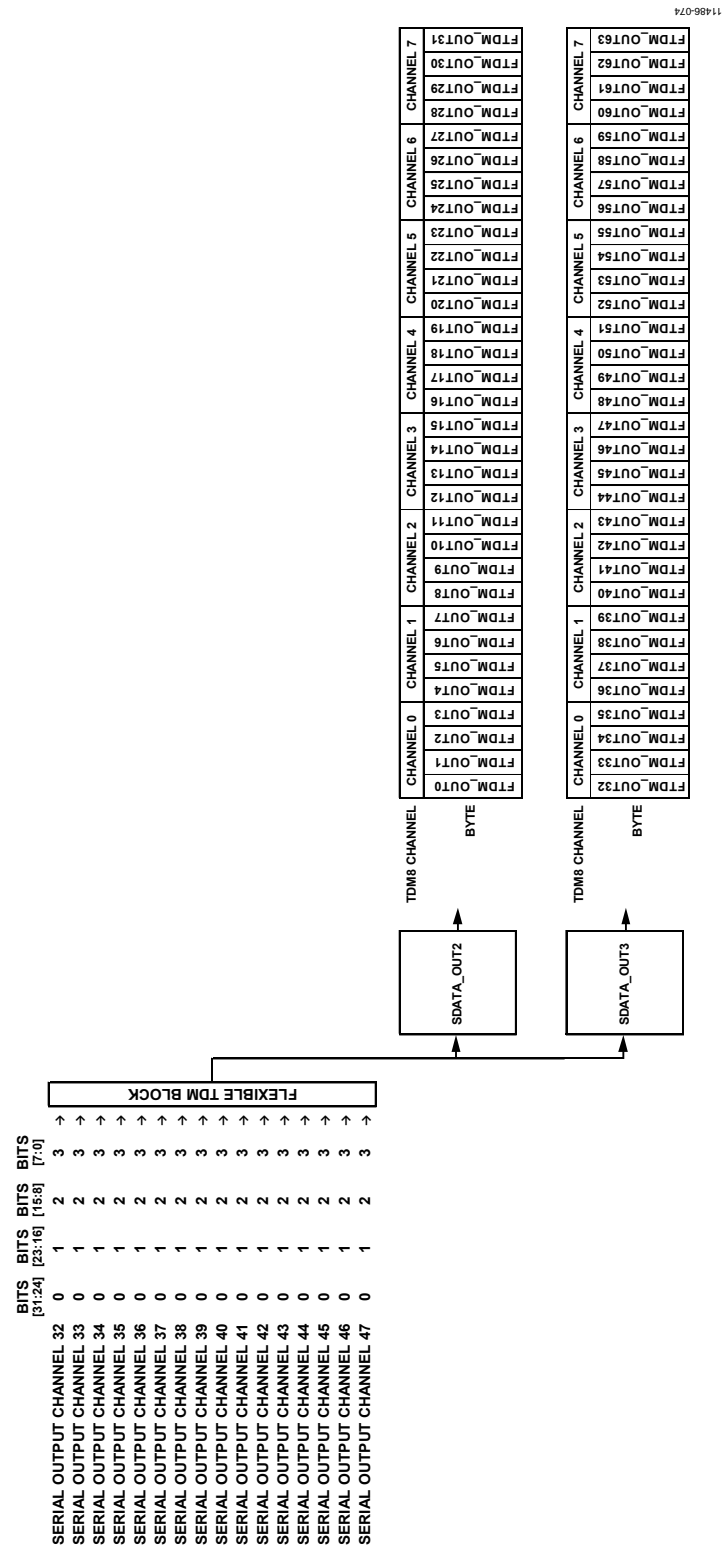 BITS
[31:24]
BITS
[23:16]
BITS
[15:8]
BITS
[7:0]
SERIAL OUTPUT CHANNEL 32 0 1 2 3 →
SERIAL OUTPUT CHANNEL 33 0 1 2 3 →
SERIAL OUTPUT CHANNEL 34 0 1 2 3 →
SERIAL OUTPUT CHANNEL 35 0 1 2 3 →
SERIAL OUTPUT CHANNEL 36 0 1 2 3 →
SERIAL OUTPUT CHANNEL 37 0 1 2 3 →
SERIAL OUTPUT CHANNEL 38 0 1 2 3 →
SERIAL OUTPUT CHANNEL 39 0 1 2 3 →
SERIAL OUTPUT CHANNEL 40 0 1 2 3 →
SERIAL OUTPUT CHANNEL 41 0 1 2 3 →
SERIAL OUTPUT CHANNEL 42 0 1 2 3 →
SERIAL OUTPUT CHANNEL 43 0 1 2 3 →
SERIAL OUTPUT CHANNEL 44 0 1 2 3 →
SERIAL OUTPUT CHANNEL 45 0 1 2 3 →
SERIAL OUTPUT CHANNEL 46 0 1 2 3 →
SERIAL OUTPUT CHANNEL 47 0 1 2 3 →
FLEXIBLE TDM BLOCK
SDATA_OUT2
TDM8 CHANNEL
CHANNEL 0
CHANNEL 1
CHANNEL 2
CHANNEL 3
CHANNEL 4
CHANNEL 5
CHANNEL 6
CHANNEL 7
BYTE
FTDM_OUT0
FTDM_OUT1
FTDM_OUT2
FTDM_OUT3
FTDM_OUT4
FTDM_OUT5
FTDM_OUT6
FTDM_OUT7
FTDM_OUT8
FTDM_OUT9
FTDM_OUT10
FTDM_OUT11
FTDM_OUT12
FTDM_OUT13
FTDM_OUT14
FTDM_OUT15
FTDM_OUT16
FTDM_OUT17
FTDM_OUT18
FTDM_OUT19
FTDM_OUT20
FTDM_OUT21
FTDM_OUT22
FTDM_OUT23
FTDM_OUT24
FTDM_OUT25
FTDM_OUT26
FTDM_OUT27
FTDM_OUT28
FTDM_OUT29
FTDM_OUT30
FTDM_OUT31
SDATA_OUT3
TDM8 CHANNEL
CHANNEL 0
CHANNEL 1
CHANNEL 2
CHANNEL 3
CHANNEL 4
CHANNEL 5
CHANNEL 6
CHANNEL 7
BYTE
FTDM_OUT32
FTDM_OUT33
FTDM_OUT34
FTDM_OUT35
FTDM_OUT36
FTDM_OUT37
FTDM_OUT38
FTDM_OUT39
FTDM_OUT40
FTDM_OUT41
FTDM_OUT42
FTDM_OUT43
FTDM_OUT44
FTDM_OUT45
FTDM_OUT46
FTDM_OUT47
FTDM_OUT48
FTDM_OUT49
FTDM_OUT50
FTDM_OUT51
FTDM_OUT52
FTDM_OUT53
FTDM_OUT54
FTDM_OUT55
FTDM_OUT56
FTDM_OUT57
FTDM_OUT58
FTDM_OUT59
FTDM_OUT60
FTDM_OUT61
FTDM_OUT62
FTDM_OUT63
11486-074